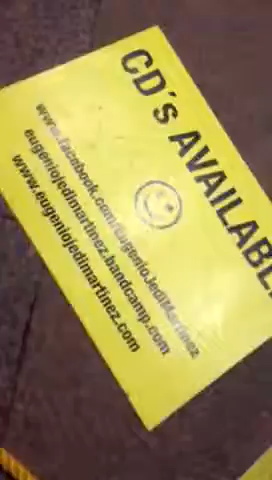 CD's AVAILABLE
www.facebook.com/EugenioJediMartinez
eugeniojedimartinez.bandcamp.com
www.eugeniojedimartinez.com